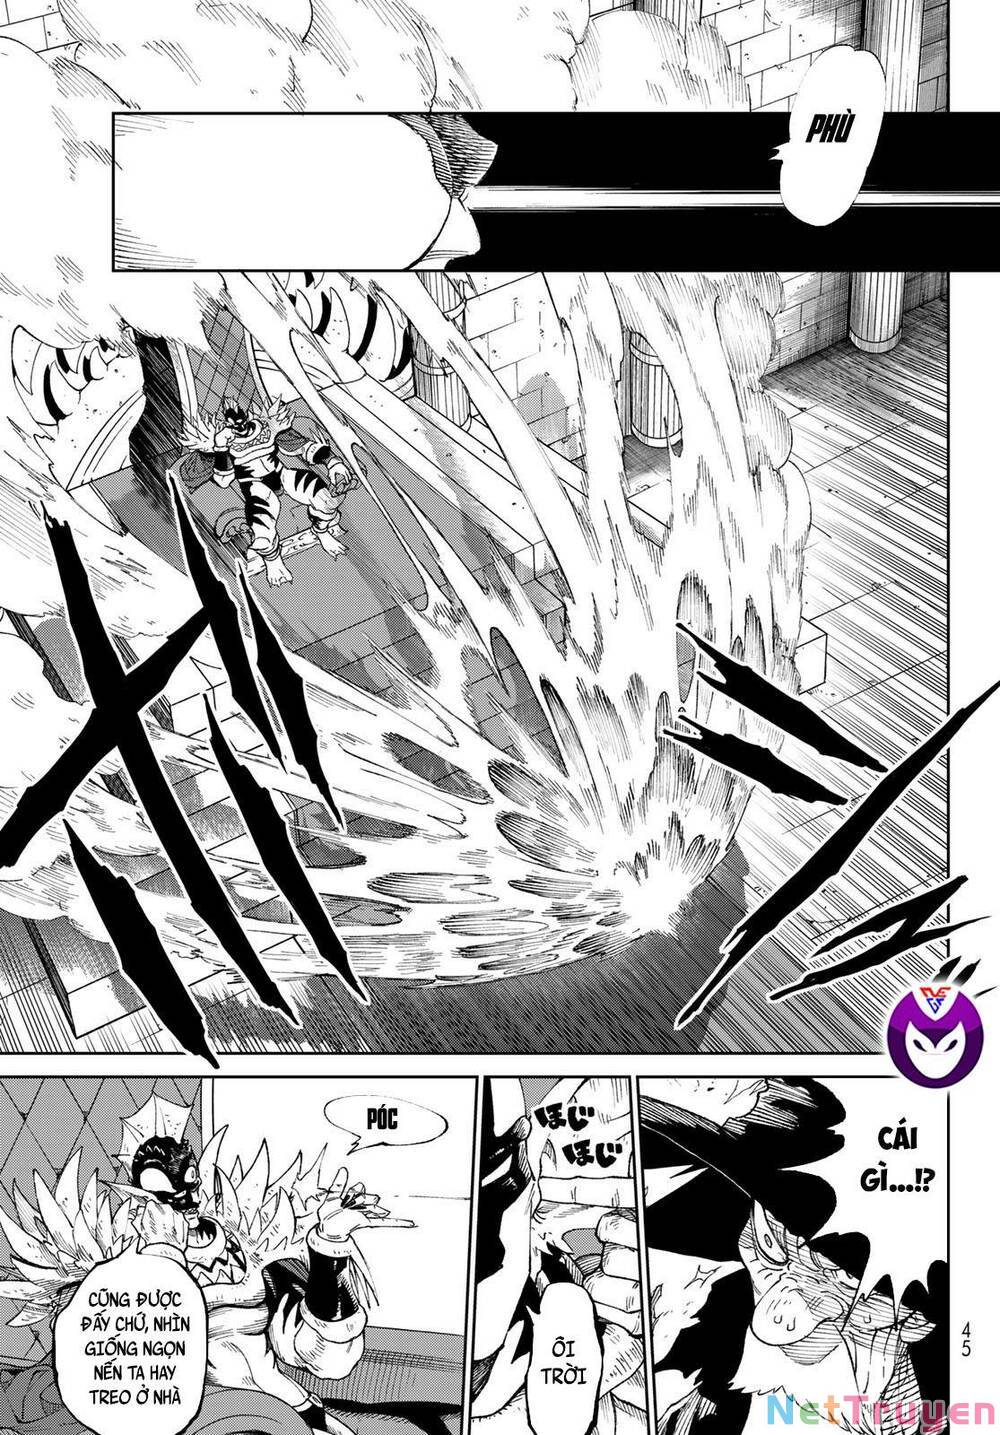 PHÙ
CÁI
GÌ...!?
ほじ
ほじ
ÔI
TRỜI
PÓC
CŨNG ĐƯỢC
ĐẤY CHỨ, NHÌN
GIỐNG NGỌN
NẾN TA HAY
TREO Ở NHÀ
45
NetTruyen